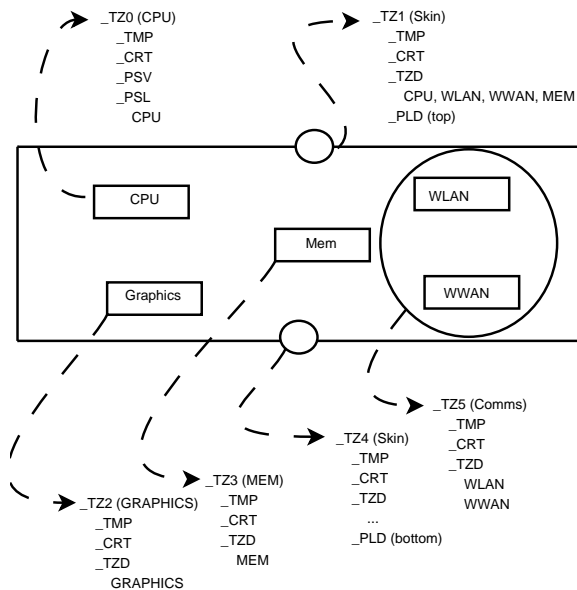 _TZ0 (CPU)
_TMP
_CRT
_PSV
_PSL
CPU
_TZ1 (Skin)
_TMP
_CRT
_TZD
CPU, WLAN, WWAN, MEM
_PLD (top)
CPU
WLAN
Mem
Graphics
WWAN
_TZ2 (GRAPHICS)
_TMP
_CRT
_TZD
GRAPHICS
_TZ3 (MEM)
_TMP
_CRT
_TZD
MEM
_TZ4 (Skin)
_TMP
_CRT
_TZD
...
_PLD (bottom)
_TZ5 (Comms)
_TMP
_CRT
_TZD
WLAN
WWAN